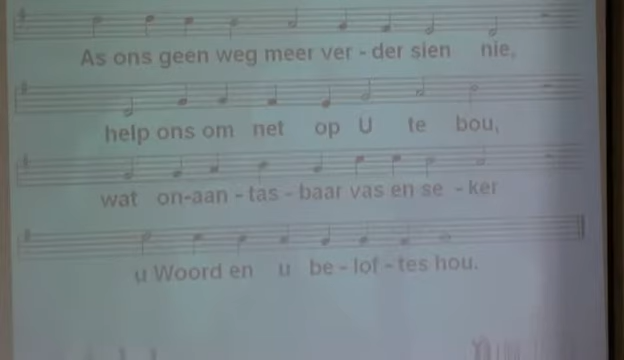 As ons geen weg meer ver - der sien nie,
help ons om net op U te bou,
wat on-aan - tas - baar vas en se - ker
u Woord en u be - lof - tes hou.